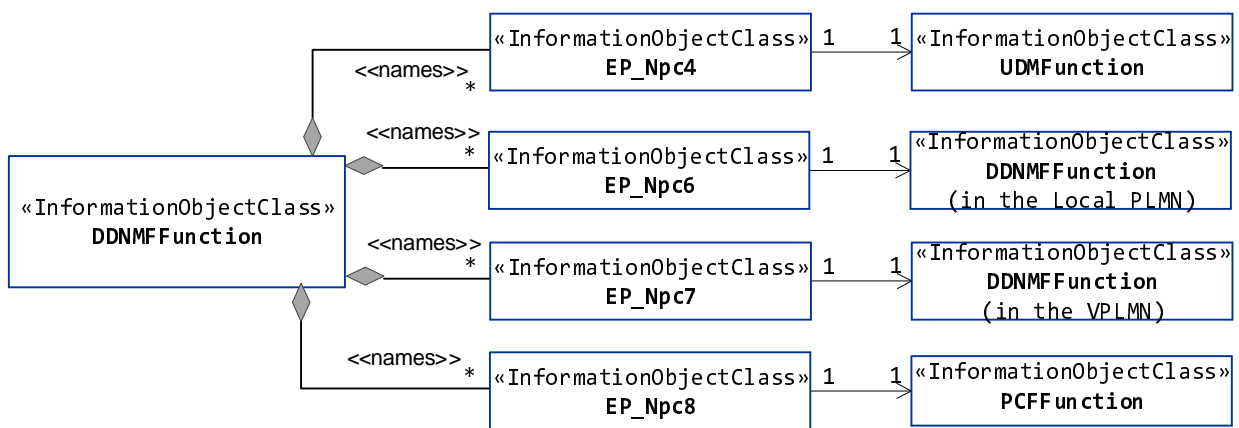 «InformationObjectClass»
DDNMFFunction
<<names>>
*
«InformationObjectClass»
EP_Npc4
1
1
«InformationObjectClass»
UDMFunction
<<names>>
*
«InformationObjectClass»
EP_Npc6
1
1
«InformationObjectClass»
DDNMFFunction
(in the Local PLMN)
<<names>>
*
«InformationObjectClass»
EP_Npc7
1
1
«InformationObjectClass»
DDNMFFunction
(in the VPLMN)
<<names>>
*
«InformationObjectClass»
EP_Npc8
1
1
«InformationObjectClass»
PCFFunction